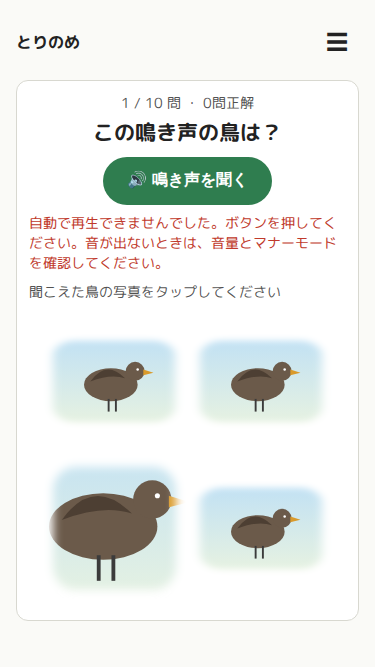 とりのめ
1 / 10 問 ・ 0問正解
この鳴き声の鳥は？
🔊 鳴き声を聞く
自動で再生できませんでした。ボタンを押してく
ださい。音が出ないときは、音量とマナーモード
を確認してください。
聞こえた鳥の写真をタップしてください